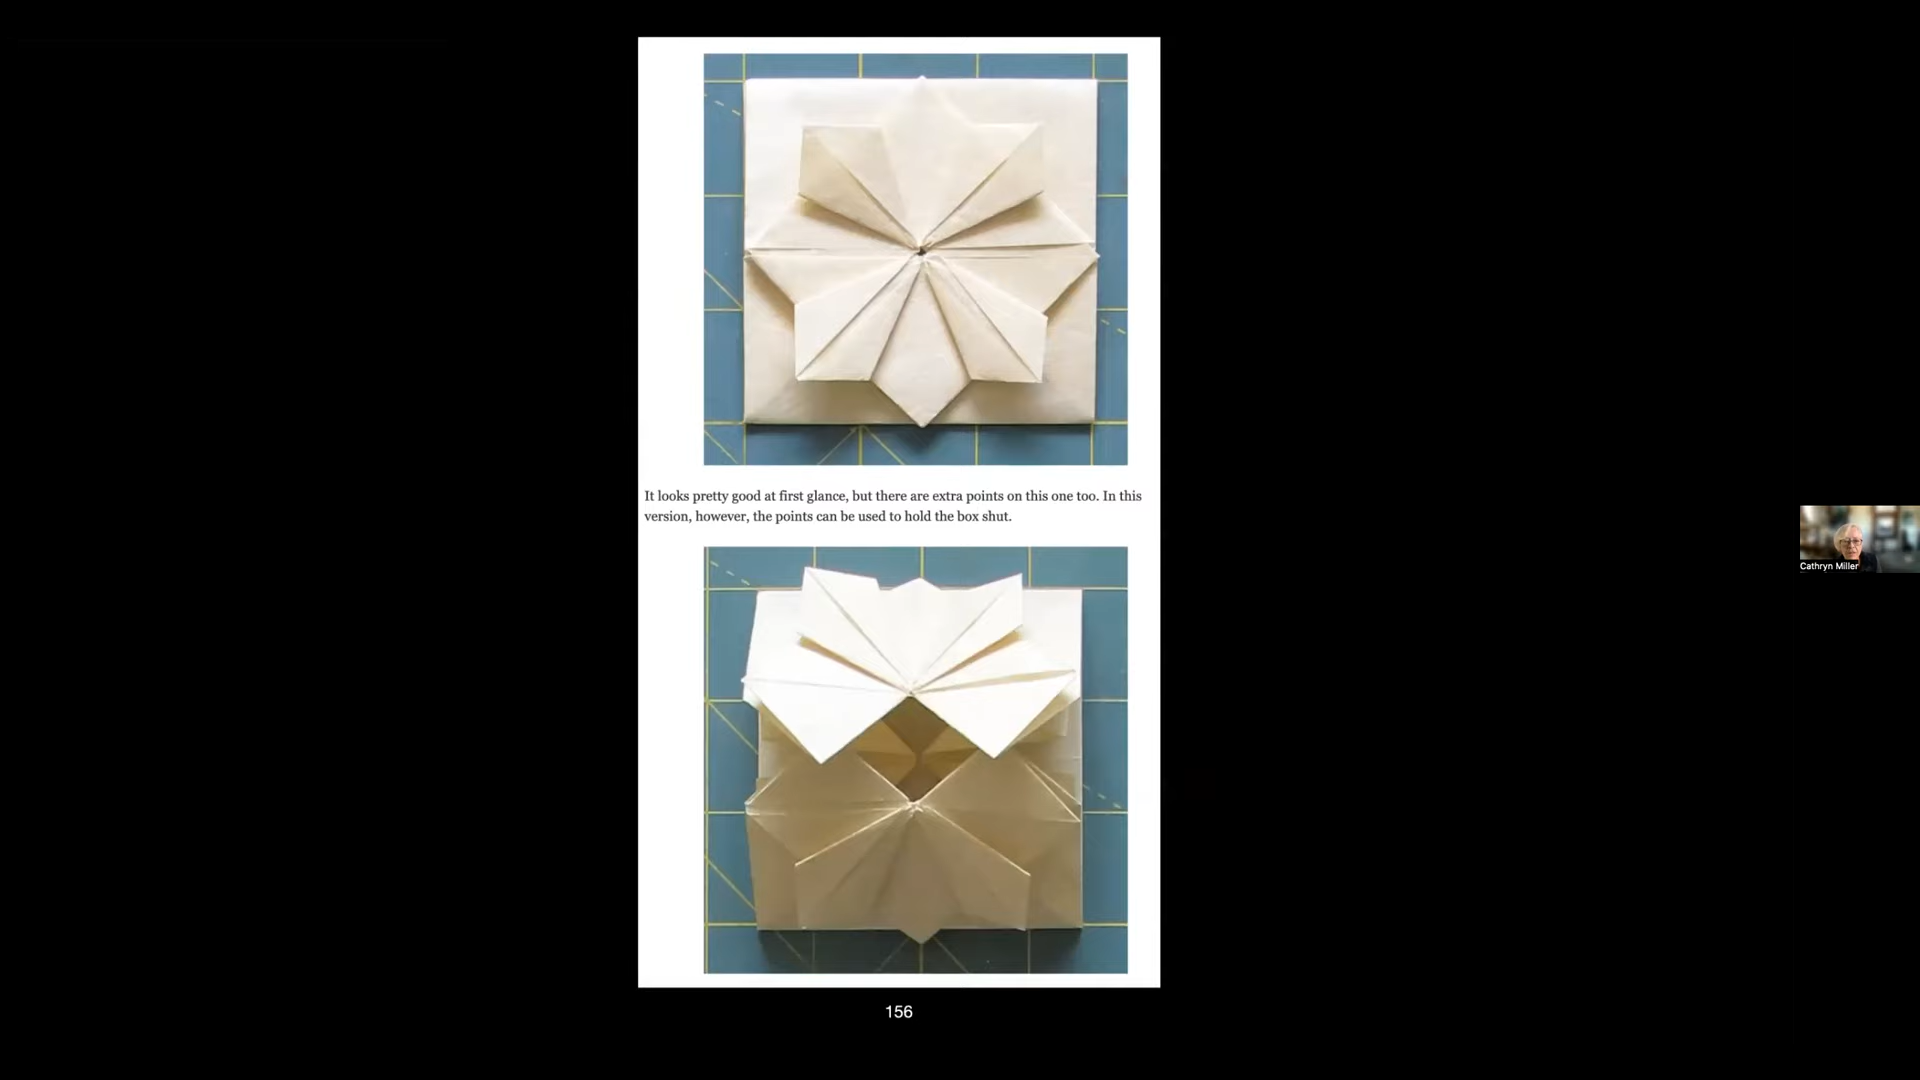 It looks pretty good at first glance, but there are extra points on this one too. In this
version, however, the points can be used to hold the box shut.
Cathryn Miller
156